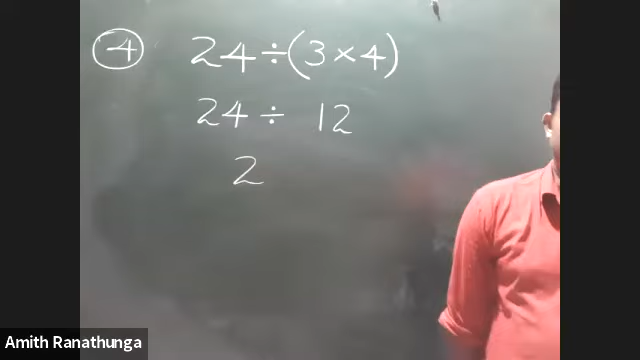 ④ 24 ÷ (3 × 4)
24 ÷ 12
2
Amith Ranathunga